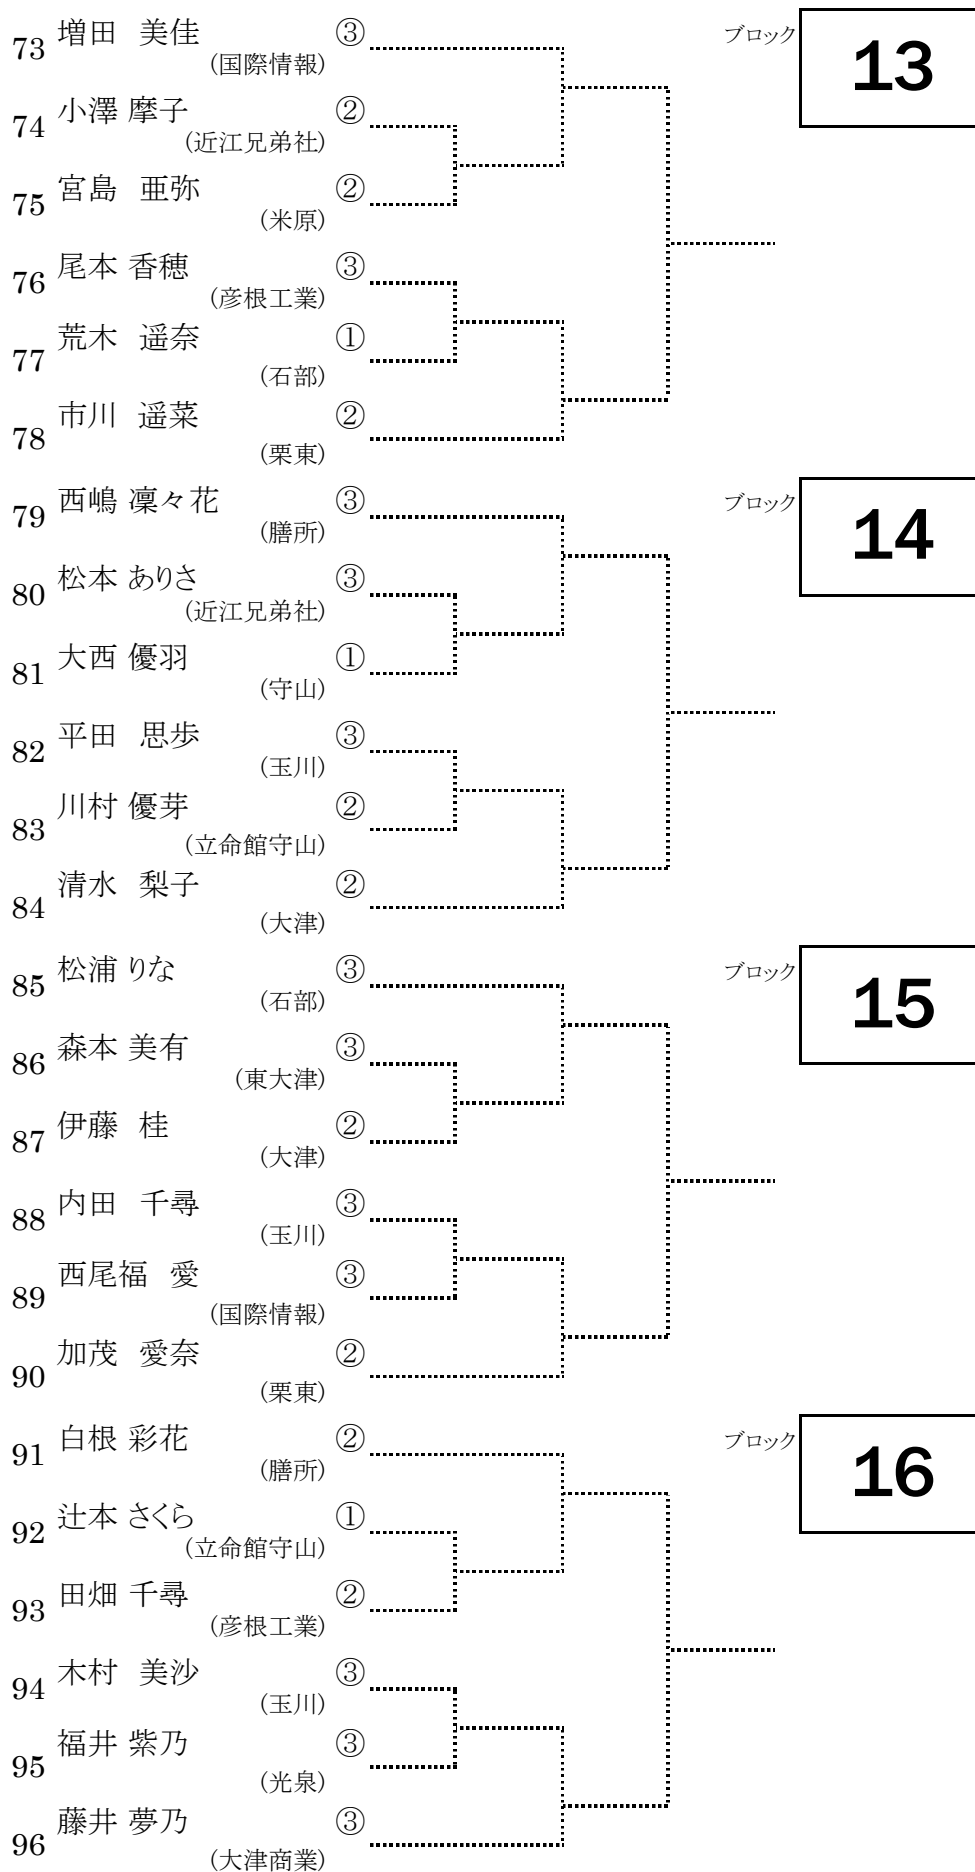 73 増田 美佳 ③
(国際情報)
ブロック 13
74 小澤 摩子 ②
(近江兄弟社)
75 宮島 亜弥 ②
(米原)
76 尾本 香穂 ③
(彦根工業)
77 荒木 遥奈 ①
(石部)
78 市川 遥菜 ②
(栗東)
79 西嶋 凜々花 ③
(膳所)
ブロック 14
80 松本 ありさ ③
(近江兄弟社)
81 大西 優羽 ①
(守山)
82 平田 思歩 ③
(玉川)
83 川村 優芽 ②
(立命館守山)
84 清水 梨子 ②
(大津)
85 松浦 りな ③
(石部)
ブロック 15
86 森本 美有 ③
(東大津)
87 伊藤 桂 ②
(大津)
88 内田 千尋 ③
(玉川)
89 西尾福 愛 ③
(国際情報)
90 加茂 愛奈 ②
(栗東)
91 白根 彩花 ②
(膳所)
ブロック 16
92 辻本 さくら ①
(立命館守山)
93 田畑 千尋 ②
(彦根工業)
94 木村 美沙 ③
(玉川)
95 福井 紫乃 ③
(光泉)
96 藤井 夢乃 ③
(大津商業)